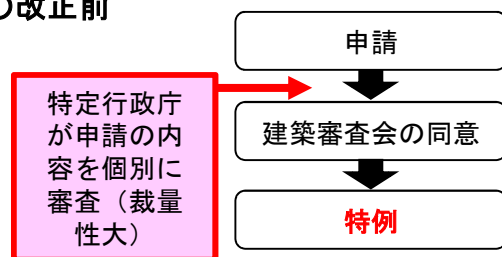 の改正前
申請
特定行政庁
が申請の内
容を個別に
審査（裁量
性大）
建築審査会の同意
特例